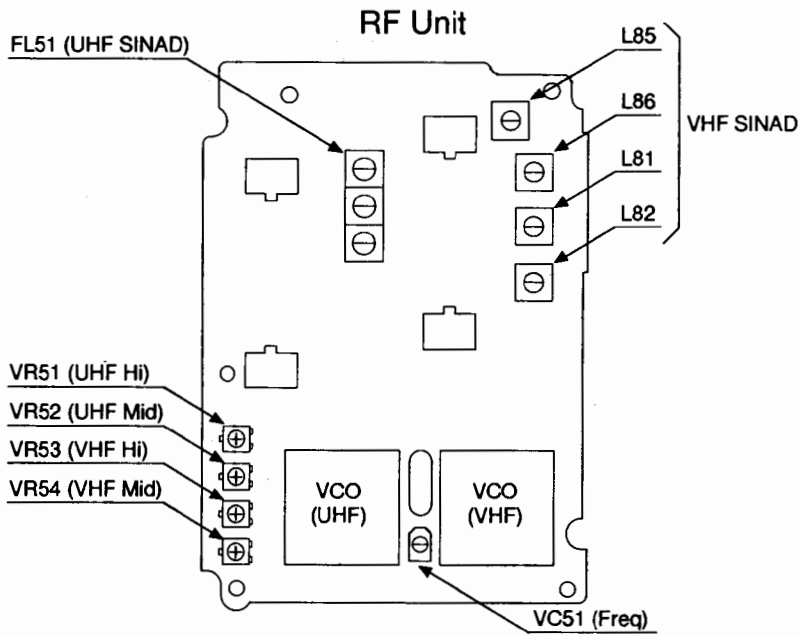 RF Unit
FL51 (UHF SINAD)
L85
L86
VHF SINAD
L81
L82
VR51 (UHF Hi)
VR52 (UHF Mid)
VR53 (VHF Hi)
VR54 (VHF Mid)
VCO
(UHF)
VCO
(VHF)
VC51 (Freq)